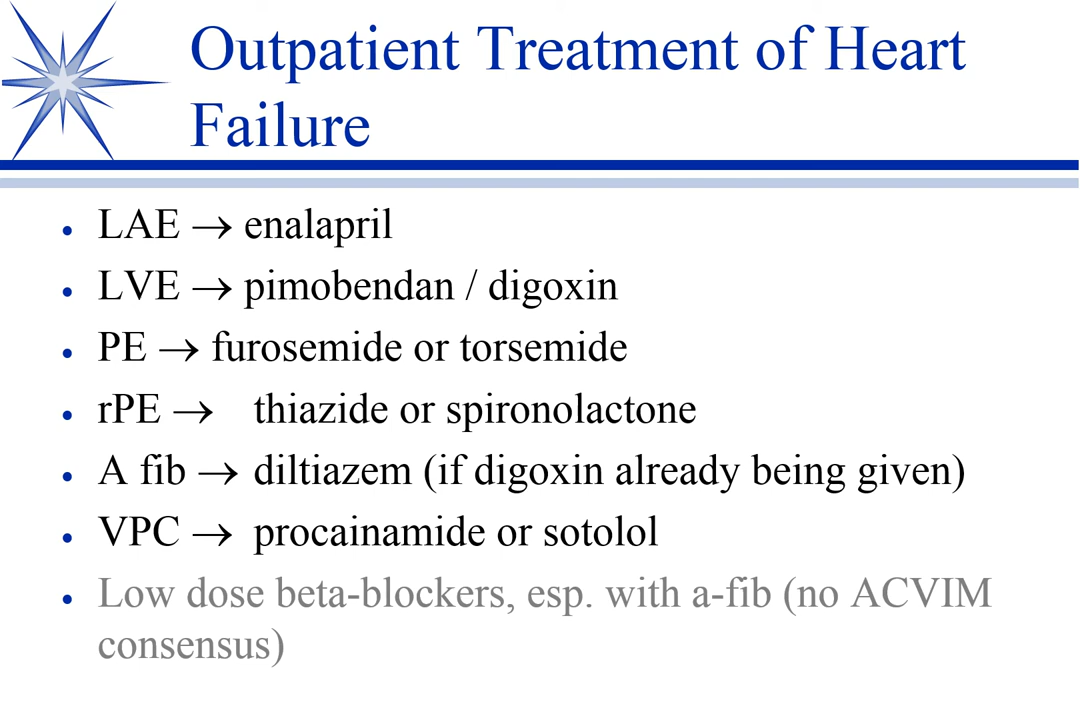 Outpatient Treatment of Heart
Failure
• LAE → enalapril
• LVE → pimobendan / digoxin
• PE → furosemide or torsemide
• rPE → thiazide or spironolactone
• A fib → diltiazem (if digoxin already being given)
• VPC → procainamide or sotolol
• Low dose beta-blockers, esp. with a-fib (no ACVIM
consensus)